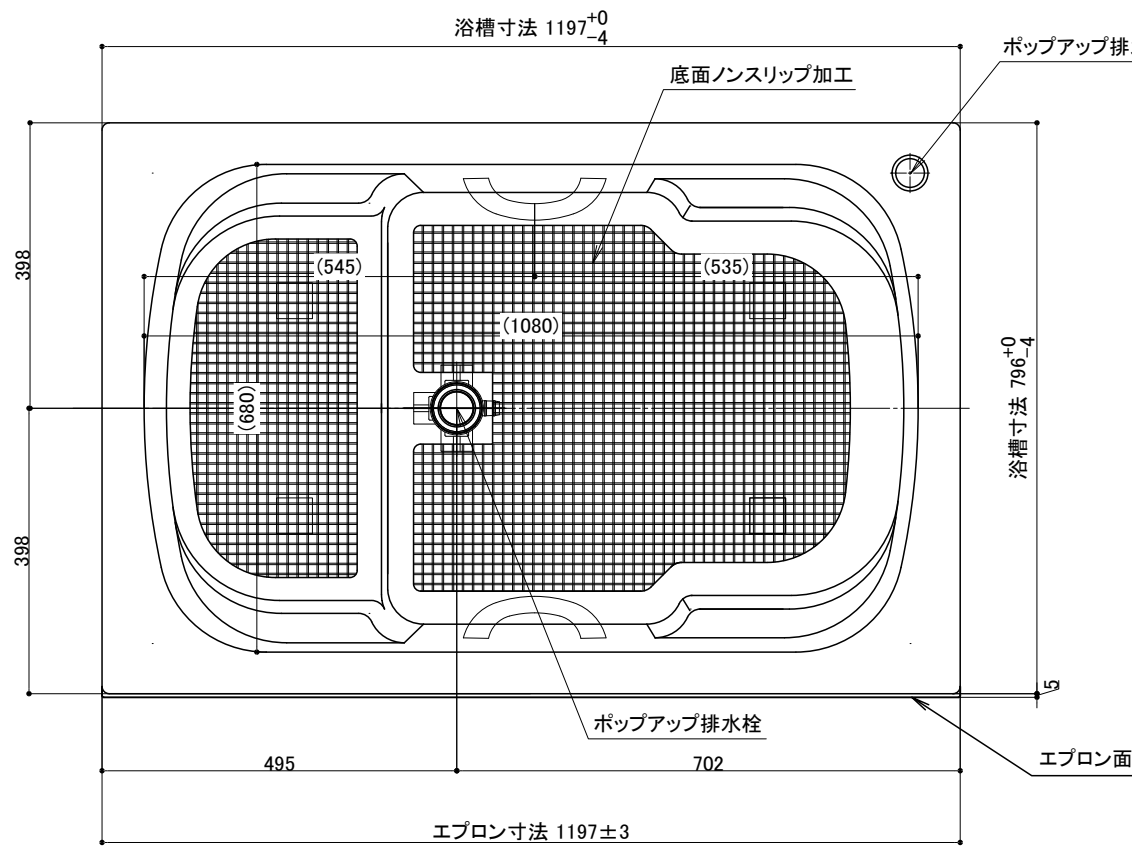 浴槽寸法 1197+0
-4
ポップアップ排
底面ノンスリップ加工
398
(545)
(535)
(1080)
(680)
浴槽寸法 796+0
-4
398
5
ポップアップ排水栓
495
702
エプロン面
エプロン寸法 1197±3